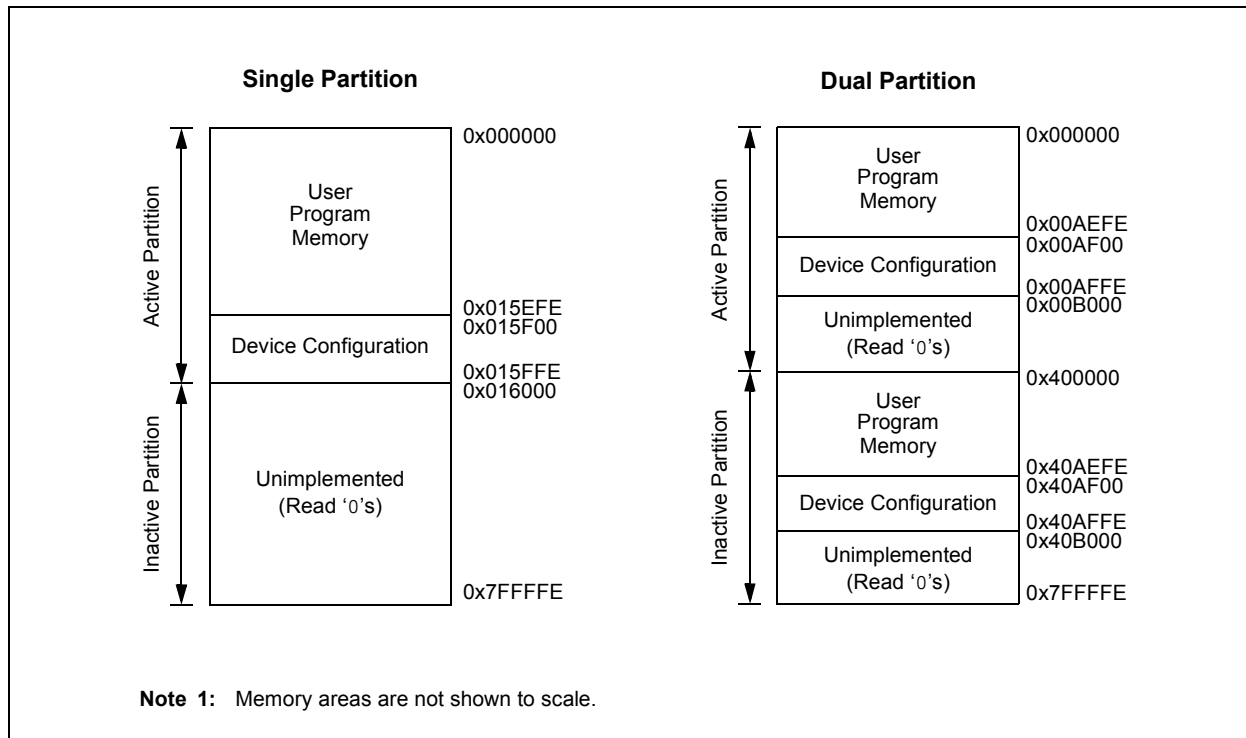 Single Partition
Active Partition
Inactive Partition
User
Program
Memory
Device Configuration
Unimplemented
(Read ‘0’s)
0x000000
0x015EFE
0x015F00
0x015FFE
0x016000
0x7FFFFE
Dual Partition
Active Partition
Inactive Partition
User
Program
Memory
Device Configuration
Unimplemented
(Read ‘0’s)
User
Program
Memory
Device Configuration
Unimplemented
(Read ‘0’s)
0x000000
0x00AEFE
0x00AF00
0x00AFFE
0x00B000
0x400000
0x40AEFE
0x40AF00
0x40AFFE
0x40B000
0x7FFFFE
Note 1: Memory areas are not shown to scale.